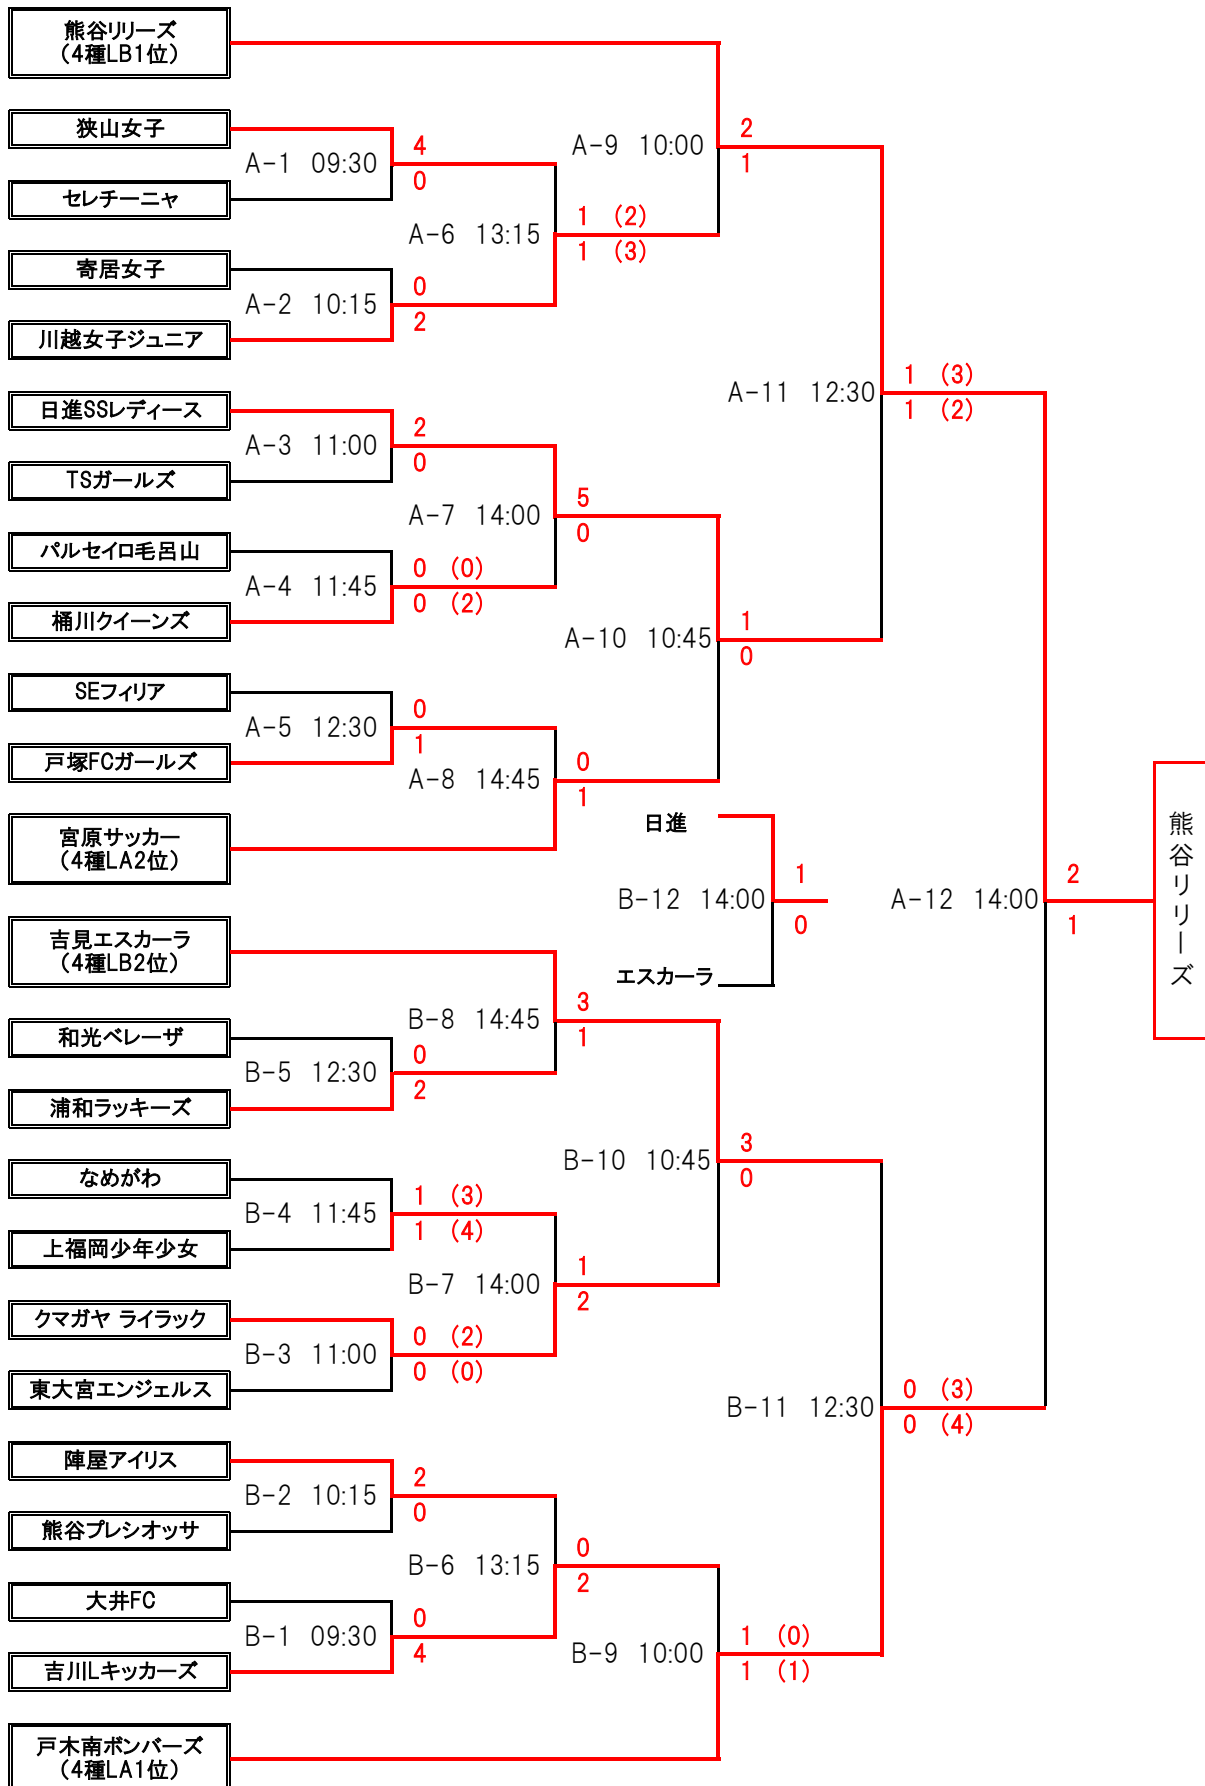 熊谷リリーズ
（4種LB1位）
狭山女子
A-1 09:30
4
0
セレチーニャ
A-9 10:00
2
1
A-6 13:15
1 (2)
1 (3)
寄居女子
A-2 10:15
0
2
川越女子ジュニア
A-11 12:30
1 (3)
1 (2)
日進SSレディース
A-3 11:00
2
0
TSガールズ
A-7 14:00
5
0
パルセイロ毛呂山
A-4 11:45
0 (0)
0 (2)
桶川クイーンズ
A-10 10:45
1
0
SEフィリア
A-5 12:30
0
1
戸塚FCガールズ
A-8 14:45
0
1
宮原サッカー
（4種LA2位）
日進
B-12 14:00
1
0
エスカーラ
A-12 14:00
2
1
熊谷リリーズ
吉見エスカーラ
（4種LB2位）
B-8 14:45
3
1
和光ベレーザ
B-5 12:30
0
2
浦和ラッキーズ
B-10 10:45
3
0
なめがわ
B-4 11:45
1 (3)
1 (4)
上福岡少年少女
B-7 14:00
1
2
クマガヤ ライラック
B-3 11:00
0 (2)
0 (0)
東大宮エンジェルス
B-11 12:30
0 (3)
0 (4)
陣屋アイリス
B-2 10:15
2
0
熊谷プレシオッサ
B-6 13:15
0
2
大井FC
B-1 09:30
0
4
吉川Lキッカーズ
B-9 10:00
1 (0)
1 (1)
戸木南ボンバーズ
（4種LA1位）